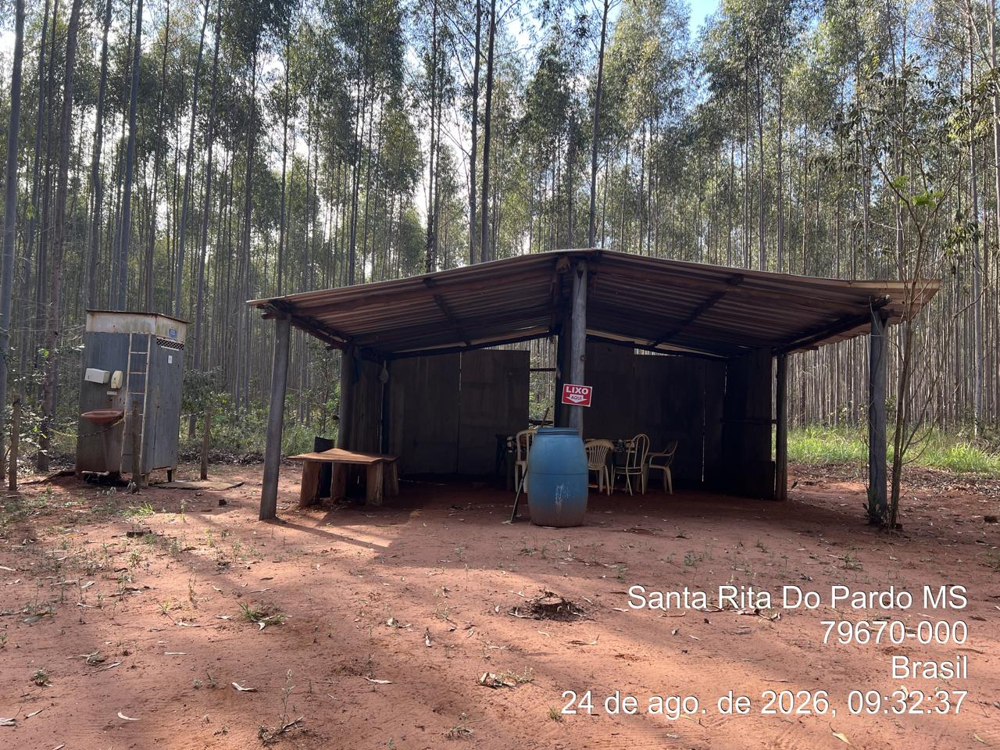 LIXO
AQUI
Santa Rita Do Pardo MS
79670-000
Brasil
24 de ago. de 2026, 09:32:37